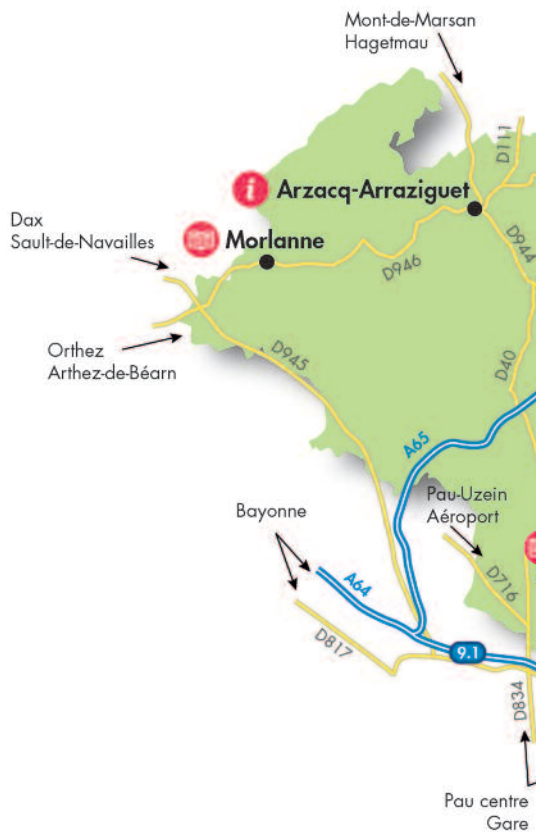 Mont-de-Marsan
Hagetmau
D111
i
Arzacq-Arraziguet
Dax
Sault-de-Navailles
Morlanne
D944
D946
Orthez
Arthez-de-Béarn
D945
D40
A65
Pau-Uzein
Aéroport
Bayonne
A64
D716
D817
9.1
D834
Pau centre
Gare